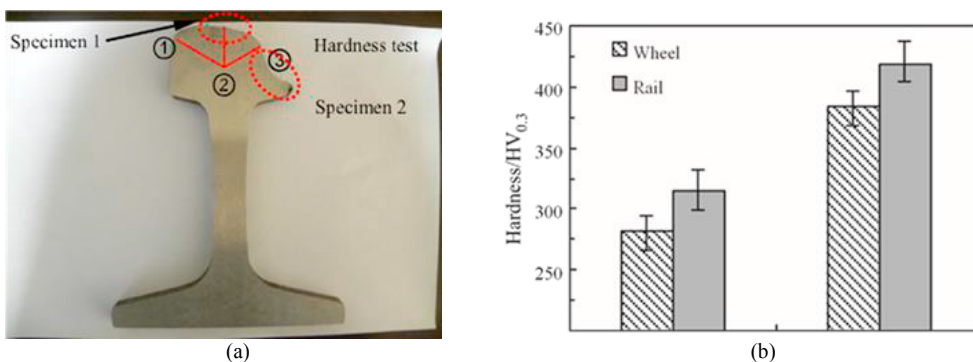 Specimen 1
①
Hardness test
③
②
Specimen 2
(a)
450
400
350
300
250
Hardness/HV0.3
Wheel
Rail
(b)